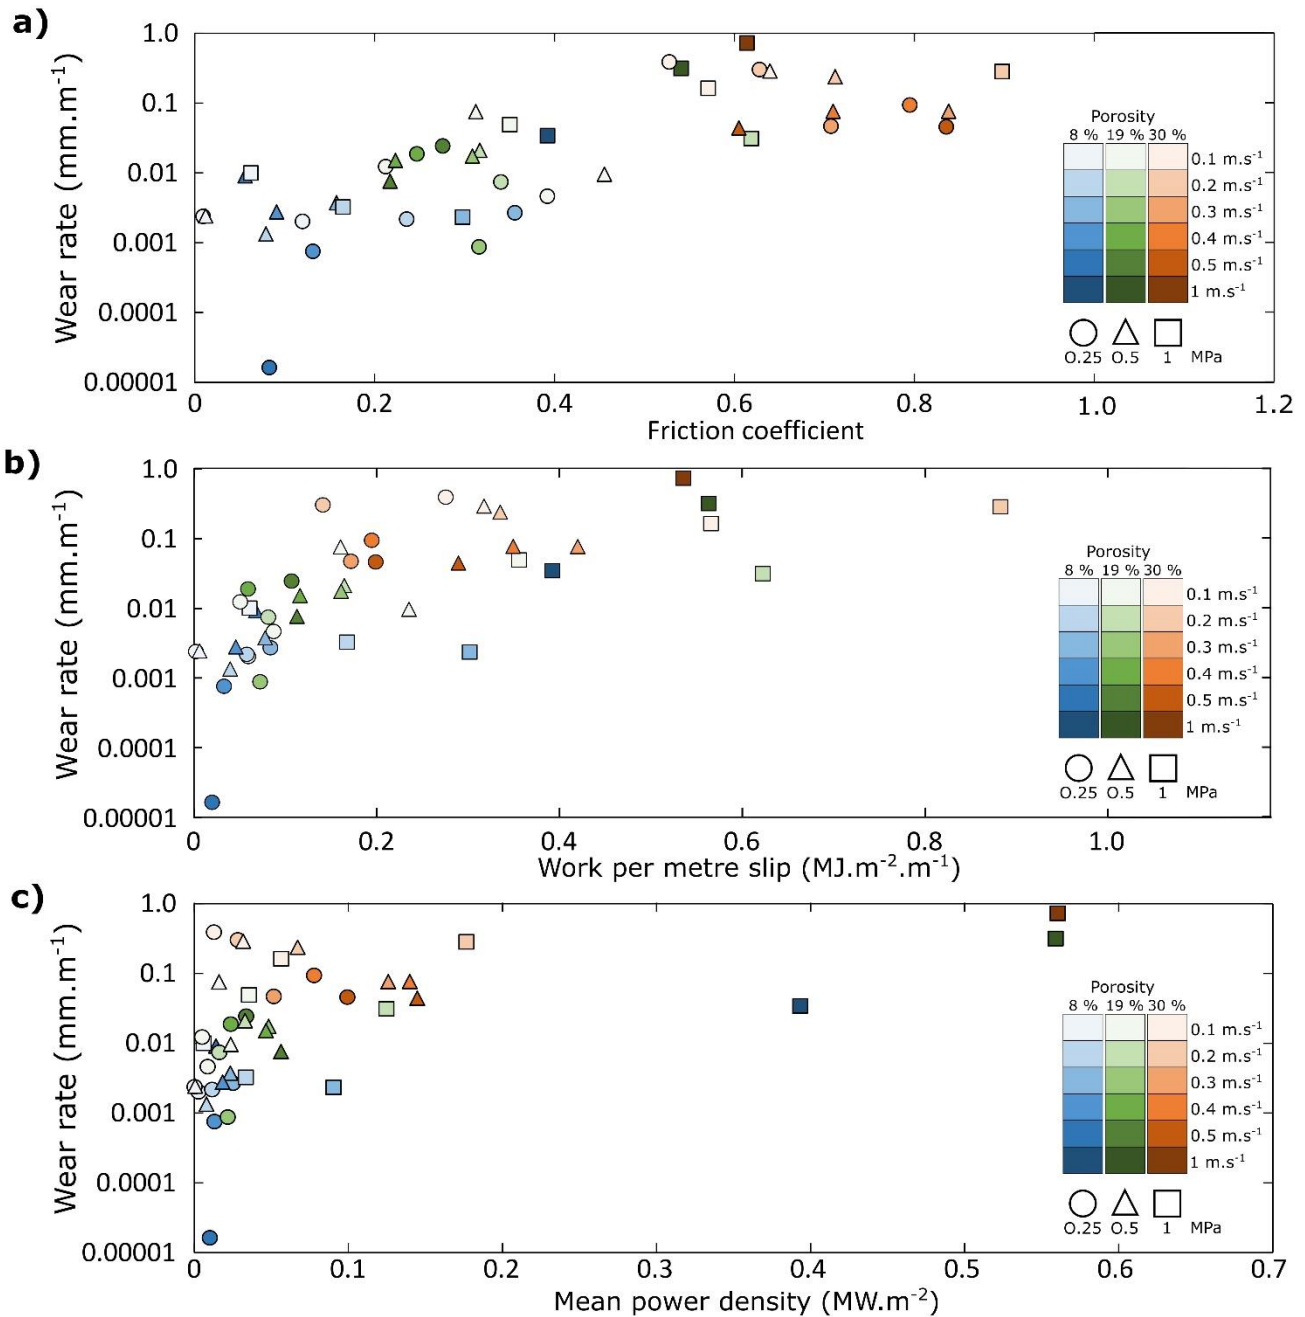 a)
1.0
0.1
0.01
0.001
0.0001
0.00001
Wear rate (mm.m-1)
0 0.2 0.4 0.6 0.8 1.0 1.2
Friction coefficient
Porosity
8 % 19 % 30 %
0.1 m.s-1
0.2 m.s-1
0.3 m.s-1
0.4 m.s-1
0.5 m.s-1
1 m.s-1
0.25 0.5 1 MPa
b)
1.0
0.1
0.01
0.001
0.0001
0.00001
Wear rate (mm.m-1)
0 0.2 0.4 0.6 0.8 1.0
Work per metre slip (MJ.m-2.m-1)
Porosity
8 % 19 % 30 %
0.1 m.s-1
0.2 m.s-1
0.3 m.s-1
0.4 m.s-1
0.5 m.s-1
1 m.s-1
0.25 0.5 1 MPa
c)
1.0
0.1
0.01
0.001
0.0001
0.00001
Wear rate (mm.m-1)
0 0.1 0.2 0.3 0.4 0.5 0.6 0.7
Mean power density (MW.m-2)
Porosity
8 % 19 % 30 %
0.1 m.s-1
0.2 m.s-1
0.3 m.s-1
0.4 m.s-1
0.5 m.s-1
1 m.s-1
0.25 0.5 1 MPa